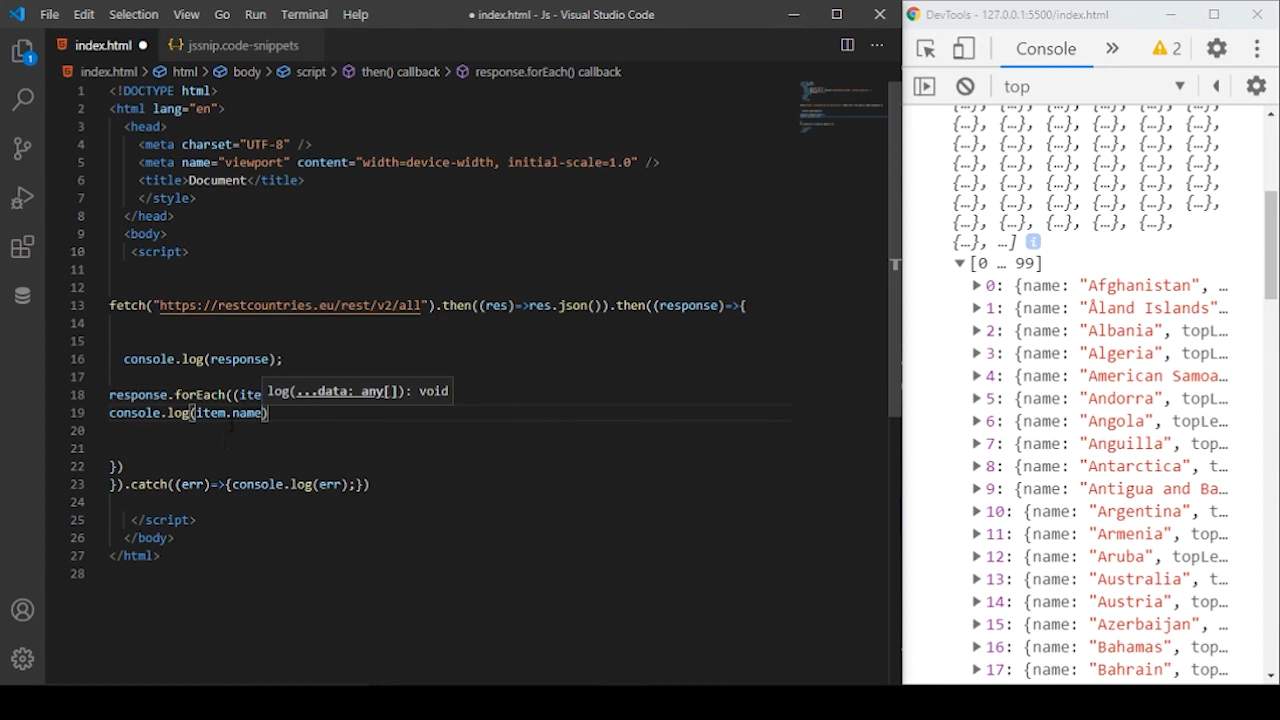 File Edit Selection View Go Run Terminal Help
● index.html - Js - Visual Studio Code
index.html ●
jssnip.code-snippets
index.html > html > body > script > then() callback > response.forEach() callback
1 <!DOCTYPE html>
2 <html lang="en">
3 <head>
4 <meta charset="UTF-8" />
5 <meta name="viewport" content="width=device-width, initial-scale=1.0" />
6 <title>Document</title>
7 </style>
8 </head>
9 <body>
10 <script>
11
12
13 fetch("https://restcountries.eu/rest/v2/all").then((res)=>res.json()).then((response)=>{
14
15
16 console.log(response);
17
18 response.forEach((ite
log(...data: any[]): void
19 console.log(item.name)
20
21
22 })
23 }).catch((err)=>{console.log(err);})
24
25 </script>
26 </body>
27 </html>
28
1
DevTools - 127.0.0.1:5500/index.html
Console » 2
top
{…}, {…}, {…}, {…}, {…}, {…},
{…}, {…}, {…}, {…}, {…}, {…},
{…}, {…}, {…}, {…}, {…}, {…},
{…}, {…}, {…}, {…}, {…}, {…},
{…}, {…}, {…}, {…}, {…}, {…},
{…}, {…}, {…}, {…}, {…},
{…}, …]
[0 … 99]
0: {name: "Afghanistan", …
1: {name: "Åland Islands"…
2: {name: "Albania", topL…
3: {name: "Algeria", topL…
4: {name: "American Samoa…
5: {name: "Andorra", topL…
6: {name: "Angola", topLe…
7: {name: "Anguilla", top…
8: {name: "Antarctica", t…
9: {name: "Antigua and Ba…
10: {name: "Argentina", t…
11: {name: "Armenia", top…
12: {name: "Aruba", topLe…
13: {name: "Australia", t…
14: {name: "Austria", top…
15: {name: "Azerbaijan", …
16: {name: "Bahamas", top…
17: {name: "Bahrain", top…